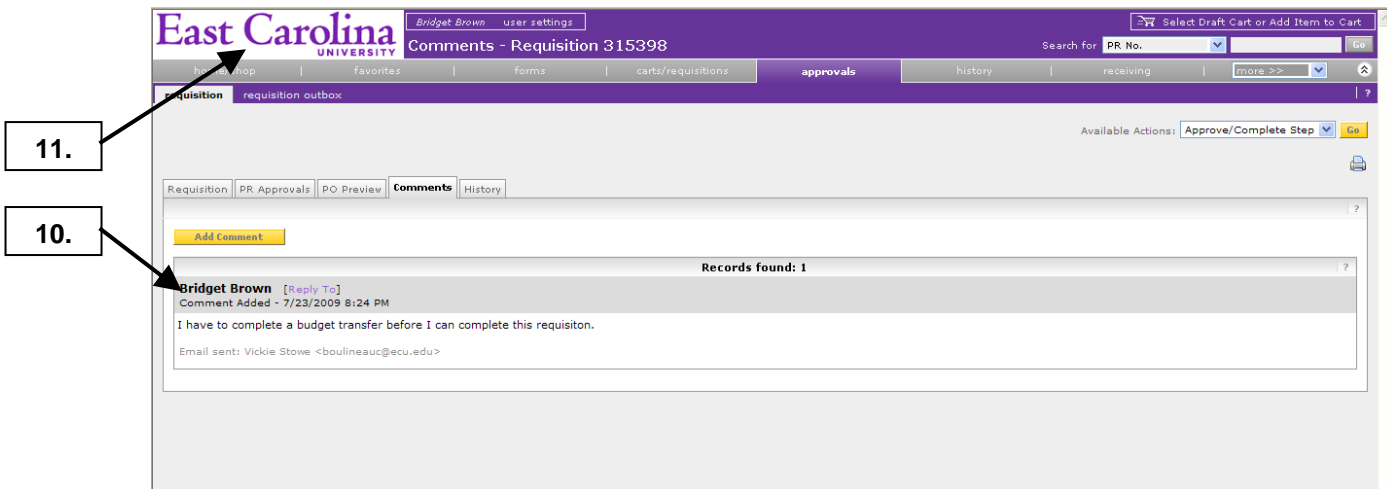 East Carolina
UNIVERSITY
Bridget Brown user settings
Select Draft Cart or Add Item to Cart
Comments - Requisition 315398
Search for PR No. Go
home/shop | favorites | forms | carts/requisitions approvals history | receiving | more >>
requisition requisition outbox | ?
11.
Available Actions: Approve/Complete Step Go
Requisition PR Approvals PO Preview Comments History
?
10.
Add Comment
Records found: 1 ?
Bridget Brown [Reply To]
Comment Added - 7/23/2009 8:24 PM
I have to complete a budget transfer before I can complete this requisiton.
Email sent: Vickie Stowe <boulineauc@ecu.edu>